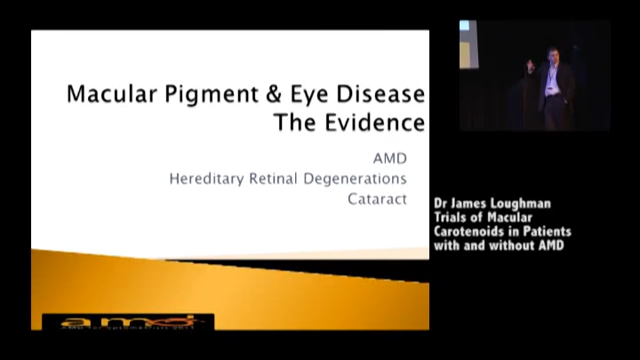 Macular Pigment & Eye Disease
The Evidence
AMD
Hereditary Retinal Degenerations
Cataract
Dr James Loughman
Trials of Macular
Carotenoids in Patients
with and without AMD
amd